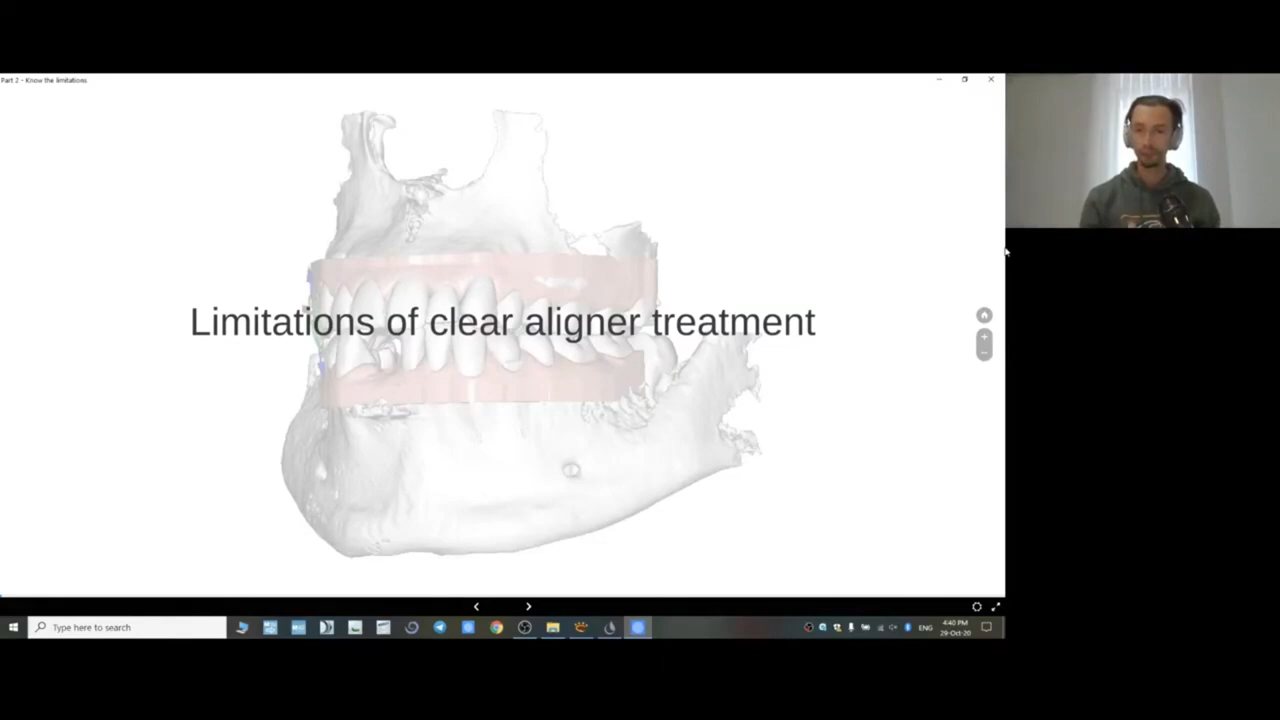 Part 2 - Know the limitations
Limitations of clear aligner treatment
Type here to search
ENG
4:40 PM
29-Oct-20